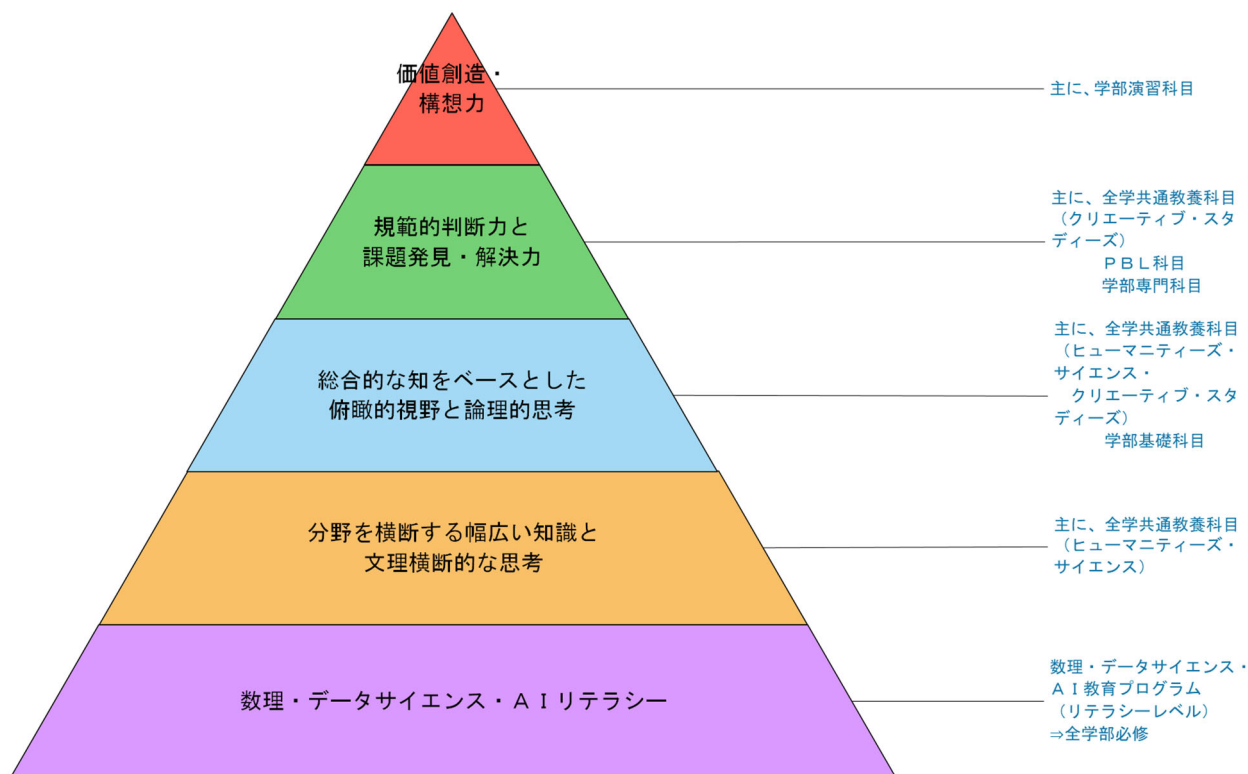 価値創造・
構想力
主に、学部演習科目
規範的判断力と
課題発見・解決力
主に、全学共通教養科目
（クリエーティブ・スタ
ディーズ）
ＰＢＬ科目
学部専門科目
総合的な知をベースとした
俯瞰的視野と論理的思考
主に、全学共通教養科目
（ヒューマニティーズ・
サイエンス・
クリエーティブ・スタ
ディーズ）
学部基礎科目
分野を横断する幅広い知識と
文理横断的な思考
主に、全学共通教養科目
（ヒューマニティーズ・
サイエンス）
数理・データサイエンス・ＡＩリテラシー
数理・データサイエンス・
ＡＩ教育プログラム
（リテラシーレベル）
⇒全学部必修